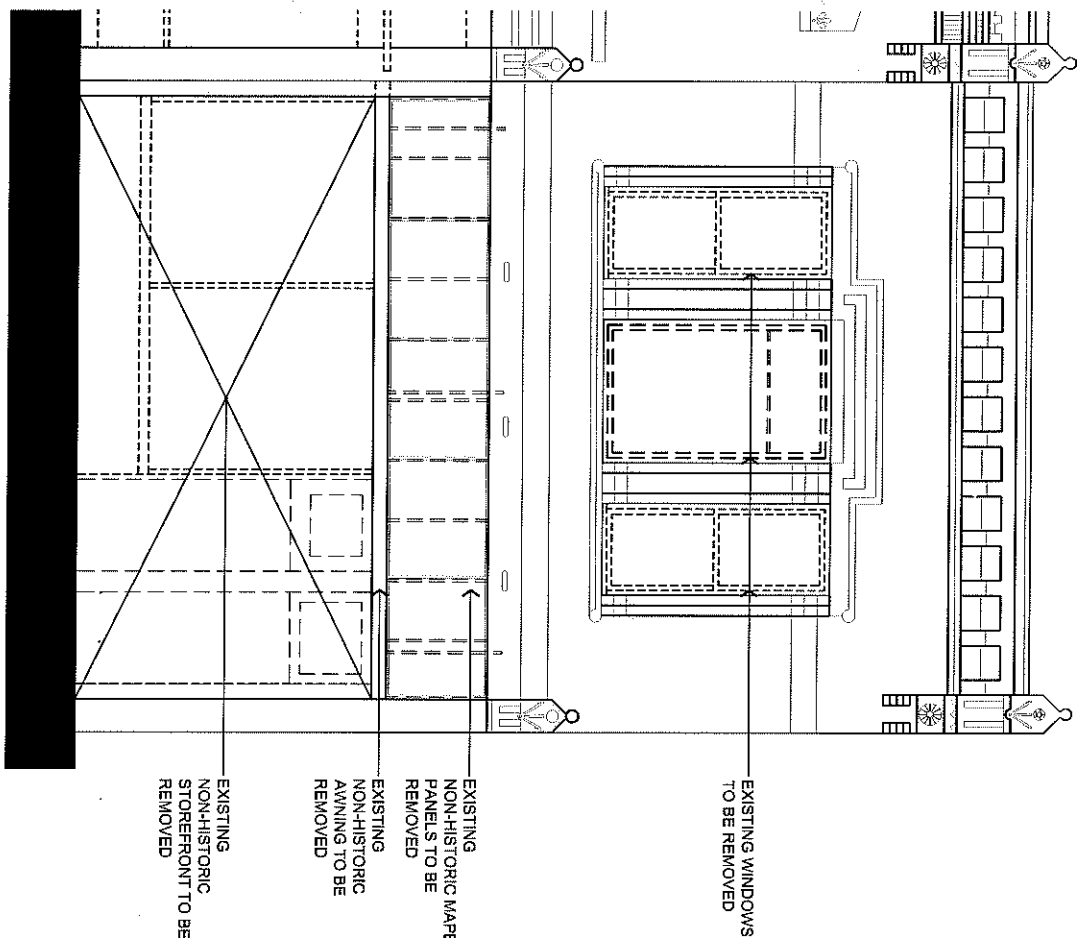 EXISTING WINDOWS
TO BE REMOVED
EXISTING
NON-HISTORIC MAPE
PANELS TO BE
REMOVED
EXISTING
NON-HISTORIC
AWNING TO BE
REMOVED
EXISTING
NON-HISTORIC
STOREFRONT TO BE
REMOVED